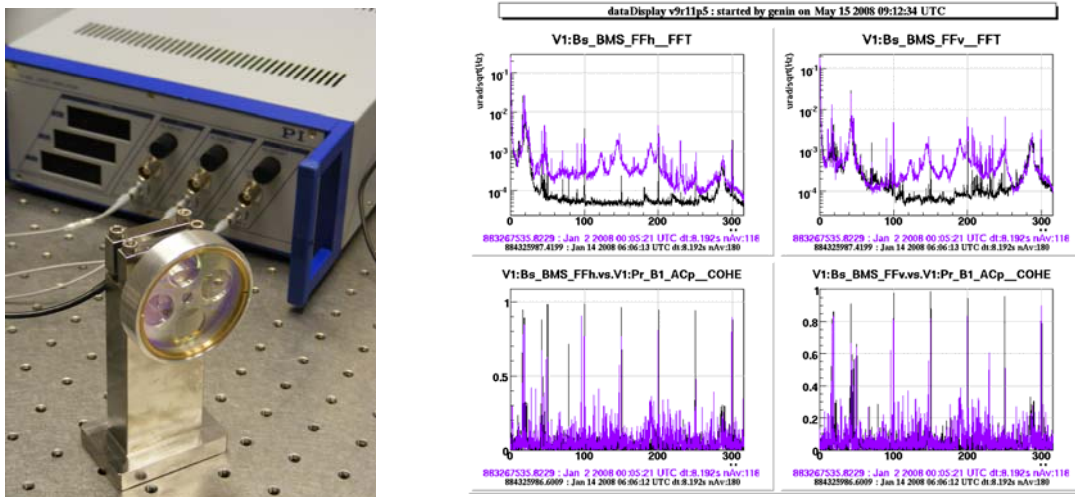 PI
dataDisplay v9r11p5 : started by genin on May 15 2008 09:12:34 UTC
V1:Bs_BMS_FFh__FFT
urad/sqrt(Hz)
10^-1
10^-2
10^-3
10^-4
0 100 200 300
883267535.8229 : Jan 2 2008 00:05:21 UTC dt:8.192s nAv:118
884325987.4199 : Jan 14 2008 06:06:13 UTC dt:8.192s nAv:180
V1:Bs_BMS_FFv__FFT
urad/sqrt(Hz)
10^-1
10^-2
10^-3
10^-4
0 100 200 300
883267535.8229 : Jan 2 2008 00:05:21 UTC dt:8.192s nAv:118
884325987.4199 : Jan 14 2008 06:06:13 UTC dt:8.192s nAv:180
V1:Bs_BMS_FFh.vs.V1:Pr_B1_ACp__COHE
1
0.5
0
0 100 200 300
883267535.8229 : Jan 2 2008 00:05:21 UTC dt:8.192s nAv:118
884325986.6009 : Jan 14 2008 06:06:12 UTC dt:8.192s nAv:180
V1:Bs_BMS_FFv.vs.V1:Pr_B1_ACp__COHE
1
0.8
0.6
0.4
0.2
0
0 100 200 300
883267535.8229 : Jan 2 2008 00:05:21 UTC dt:8.192s nAv:118
884325986.6009 : Jan 14 2008 06:06:12 UTC dt:8.192s nAv:180